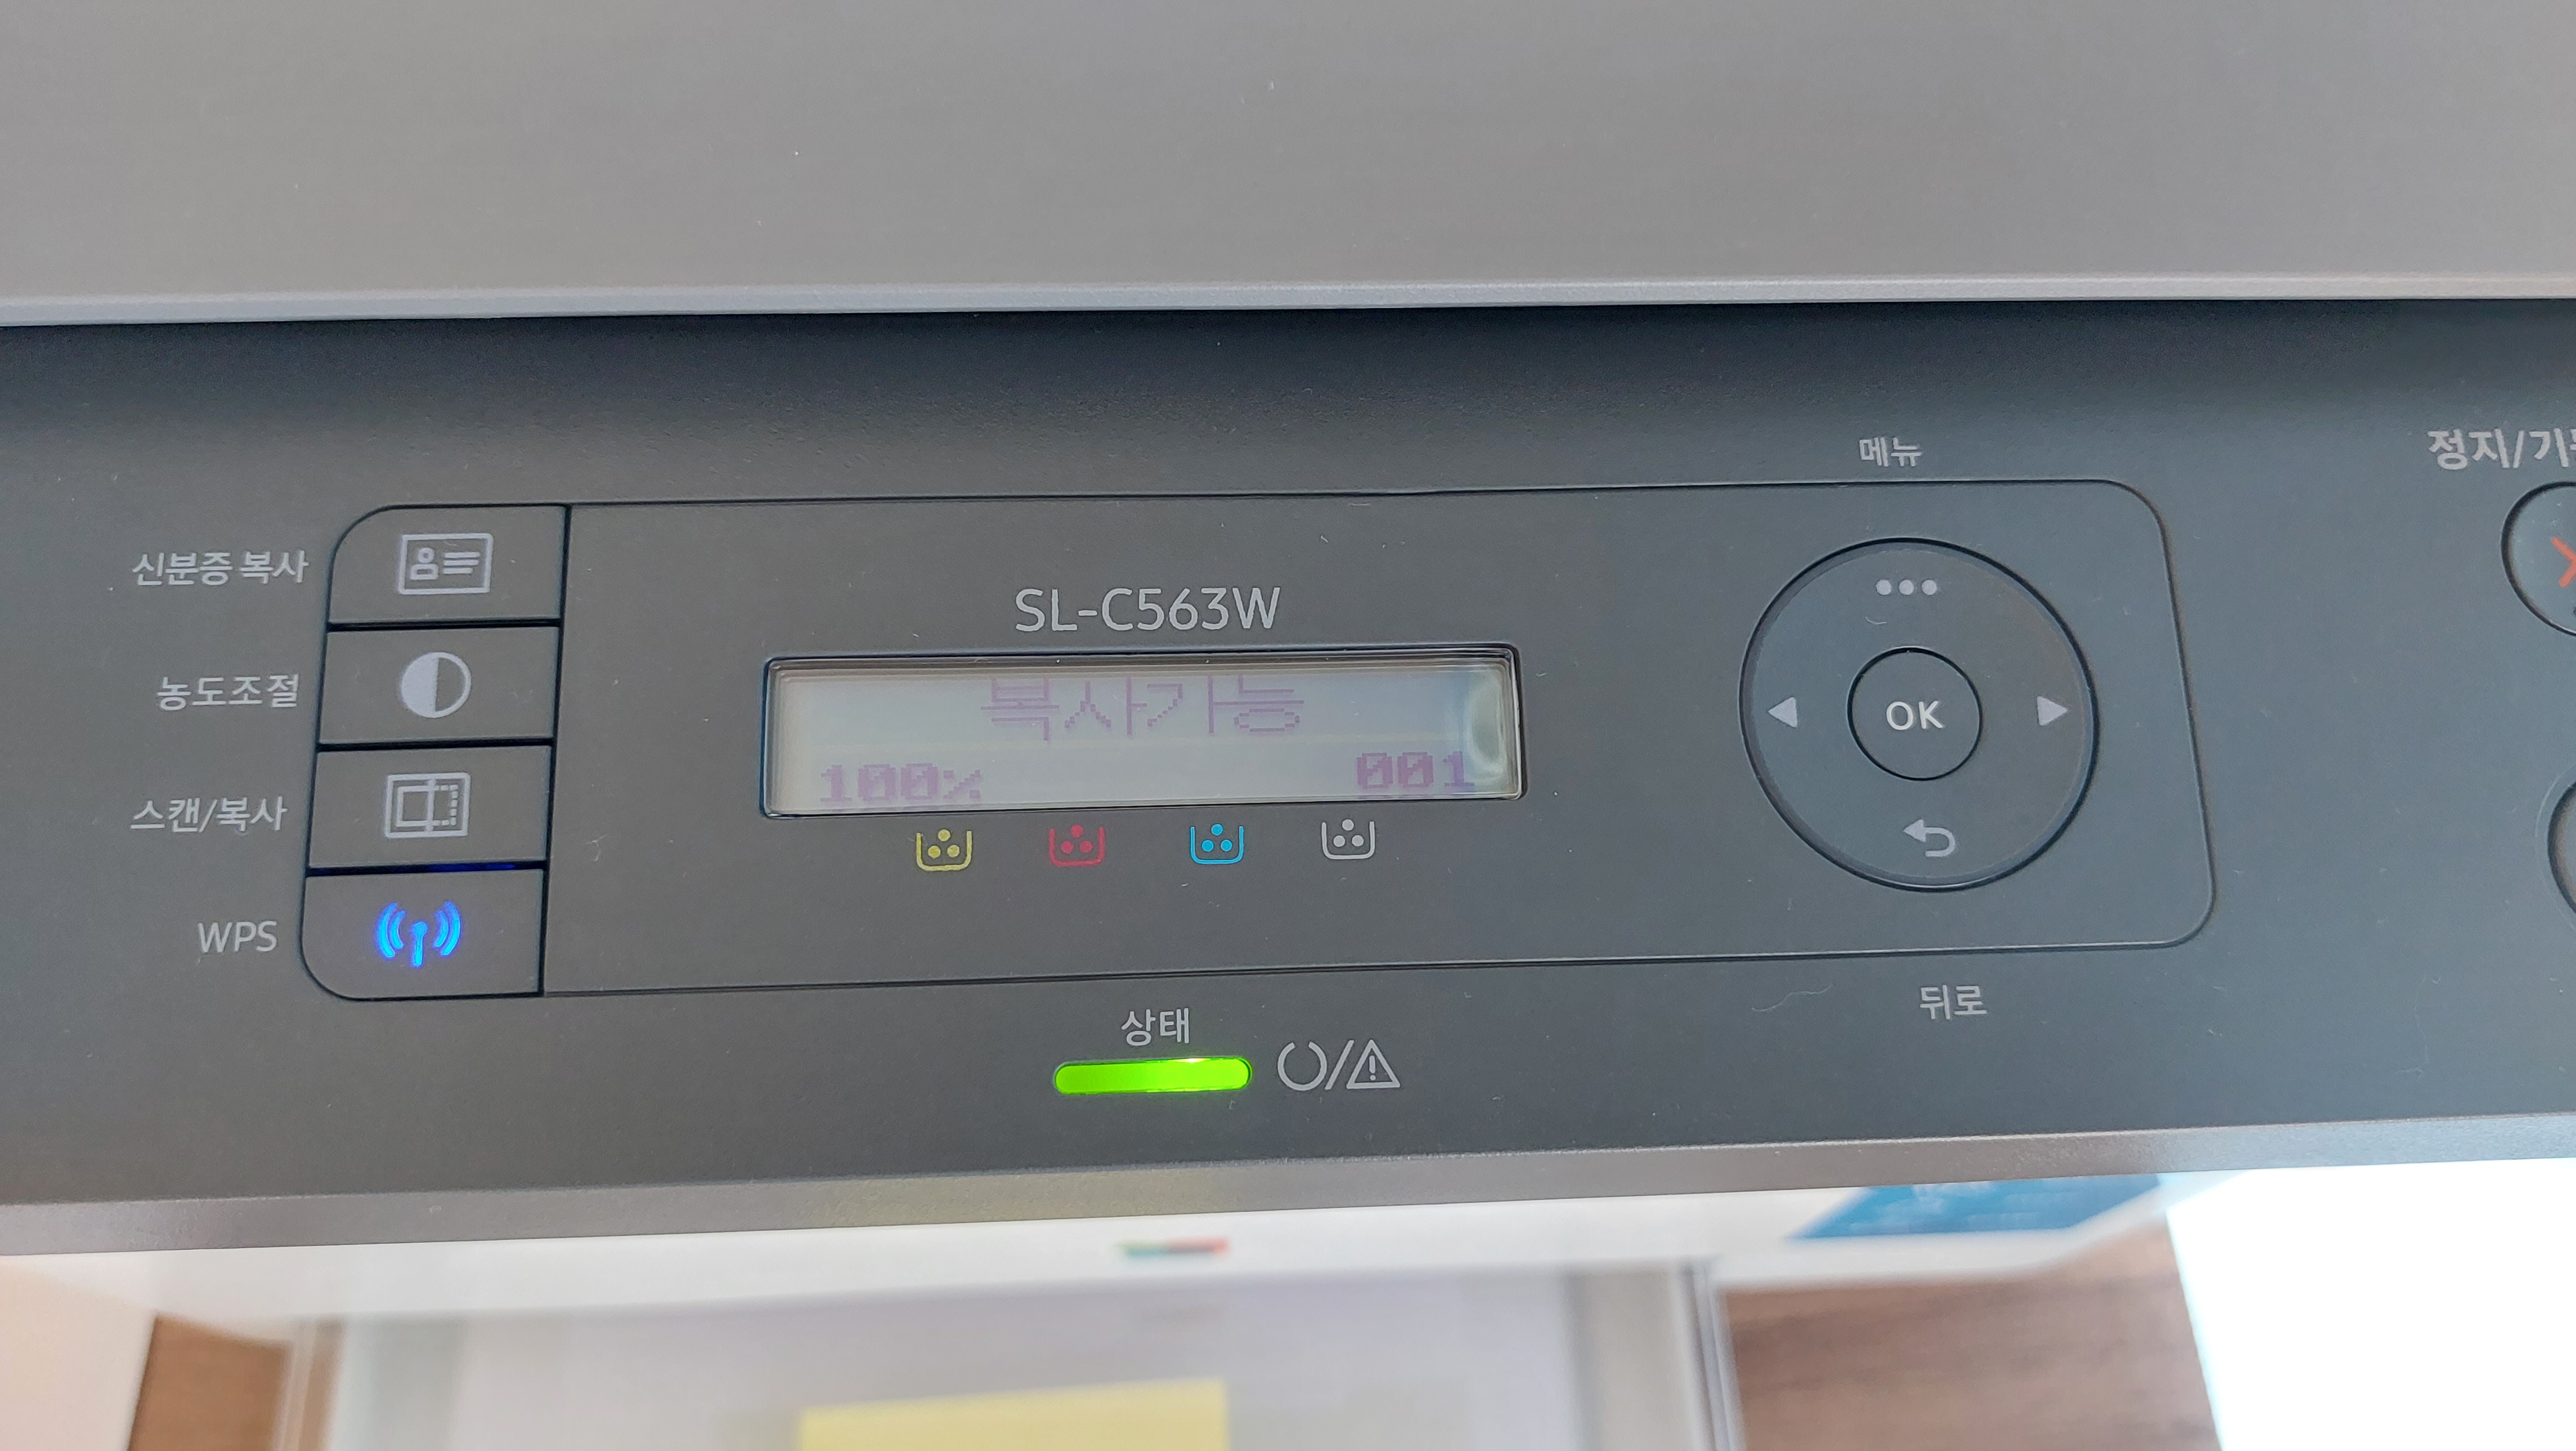 메뉴
정지/
신분증 복사
SL-C563W
농도조절
복사가능
OK
100% 001
스캔/복사
WPS
뒤로
상태